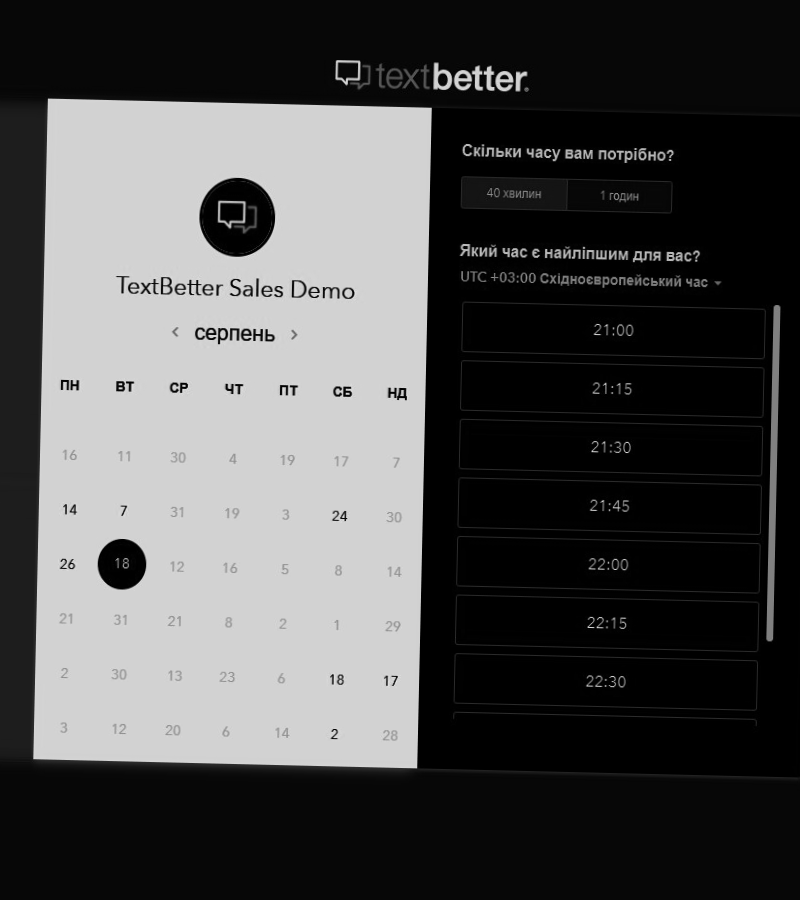 textbetter.
TextBetter Sales Demo
серпень
ПН ВТ СР ЧТ ПТ СБ НД
16 11 30 4 19 17 7
14 7 31 19 3 24 30
26 18 12 16 5 8 14
21 31 21 8 2 1 29
2 30 13 23 6 18 17
3 12 20 6 14 2 28
Скільки часу вам потрібно?
40 хвилин 1 годин
Який час є найліпшим для вас?
UTC +03:00 Східноєвропейський час
21:00
21:15
21:30
21:45
22:00
22:15
22:30